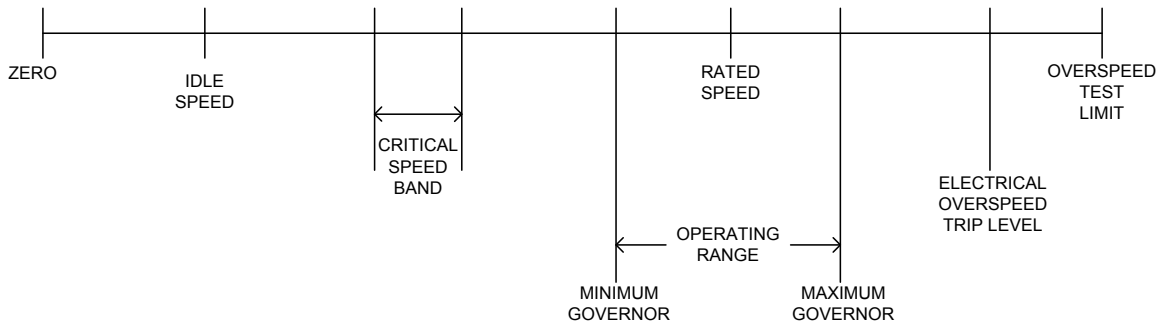 ZERO
IDLE
SPEED
CRITICAL
SPEED
BAND
RATED
SPEED
OVERSPEED
TEST
LIMIT
ELECTRICAL
OVERSPEED
TRIP LEVEL
OPERATING
RANGE
MINIMUM
GOVERNOR
MAXIMUM
GOVERNOR